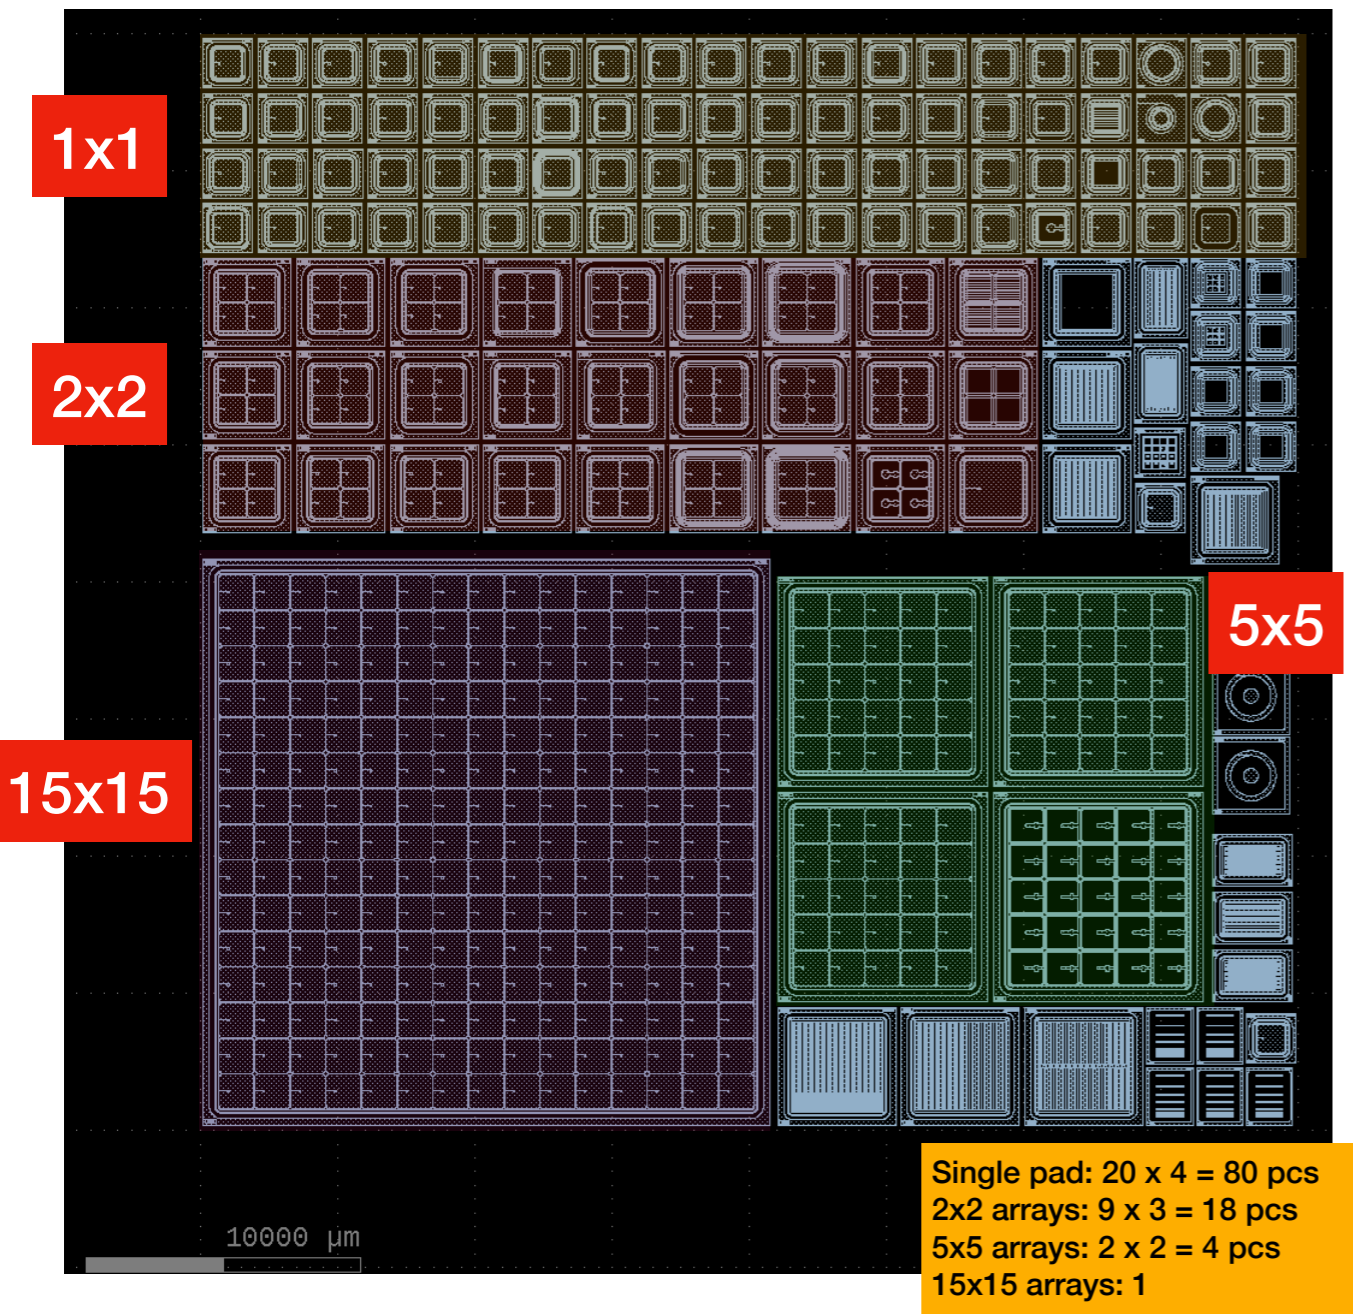 1x1
2x2
5x5
15x15
10000 µm
Single pad: 20 x 4 = 80 pcs
2x2 arrays: 9 x 3 = 18 pcs
5x5 arrays: 2 x 2 = 4 pcs
15x15 arrays: 1